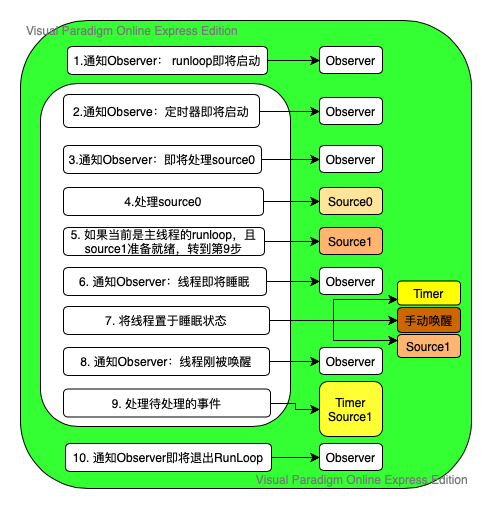 Visual Paradigm Online Express Edition
1.通知Observer： runloop即将启动
Observer
2.通知Observe：定时器即将启动
Observer
3.通知Observer：即将处理source0
Observer
4.处理source0
Source0
5. 如果当前是主线程的runloop，且
source1准备就绪，转到第9步
Source1
6. 通知Observer：线程即将睡眠
Observer
Timer
7. 将线程置于睡眠状态
手动唤醒
Source1
8. 通知Observer：线程刚被唤醒
Observer
9. 处理待处理的事件
Timer
Source1
10. 通知Observer即将退出RunLoop
Observer
Visual Paradigm Online Express Edition